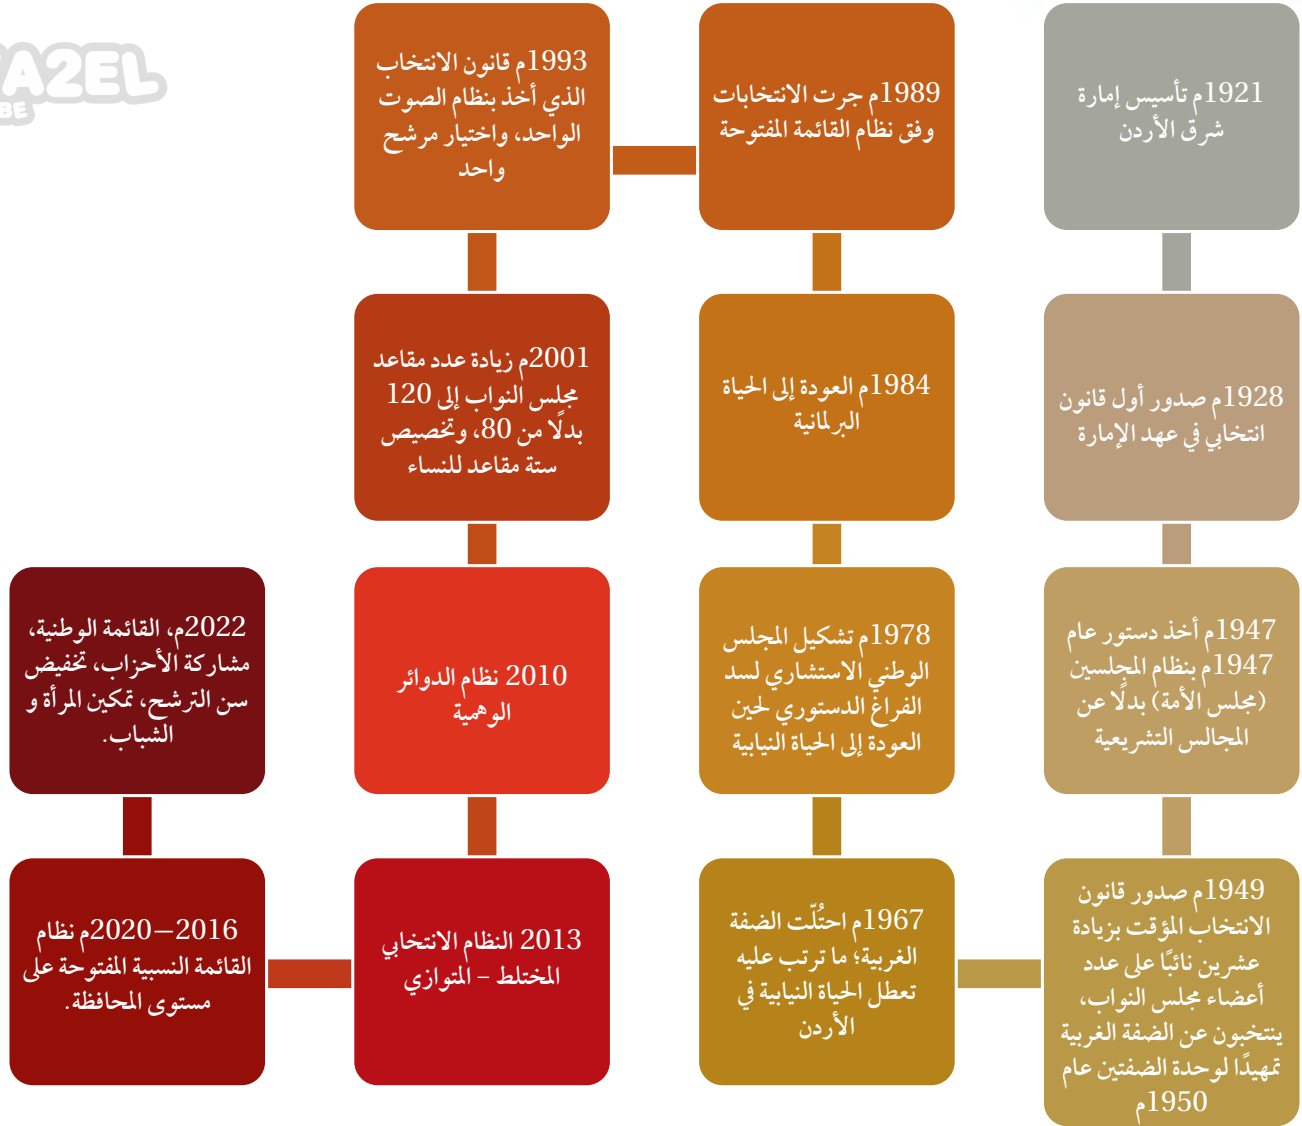 1921م تأسيس إمارة
شرق الأردن
1928م صدور أول قانون
انتخابي في عهد الإمارة
1947م أخذ دستور عام
1947م بنظام المجلسين
(مجلس الأمة) بدلًا عن
المجالس التشريعية
1949م صدور قانون
الانتخاب المؤقت بزيادة
عشرين نائبًا على عدد
أعضاء مجلس النواب،
ينتخبون عن الضفة الغربية
تمهيدًا لوحدة الضفتين عام
1950م
1967م احتُلّت الضفة
الغربية؛ ما ترتب عليه
تعطل الحياة النيابية في
الأردن
1978م تشكيل المجلس
الوطني الاستشاري لسد
الفراغ الدستوري لحين
العودة إلى الحياة النيابية
1984م العودة إلى الحياة
البرلمانية
1989م جرت الانتخابات
وفق نظام القائمة المفتوحة
1993م قانون الانتخاب
الذي أخذ بنظام الصوت
الواحد، واختيار مرشح
واحد
2001م زيادة عدد مقاعد
مجلس النواب إلى 120
بدلًا من 80، وتخصيص
ستة مقاعد للنساء
2010 نظام الدوائر
الوهمية
2013 النظام الانتخابي
المختلط – المتوازي
2016–2020م نظام
القائمة النسبية المفتوحة على
مستوى المحافظة.
2022م، القائمة الوطنية،
مشاركة الأحزاب، تخفيض
سن الترشح، تمكين المرأة و
الشباب.